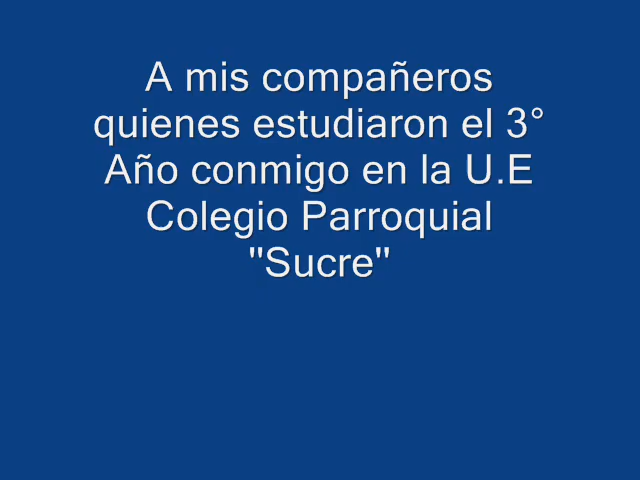 A mis compañeros
quienes estudiaron el 3°
Año conmigo en la U.E
Colegio Parroquial
"Sucre"